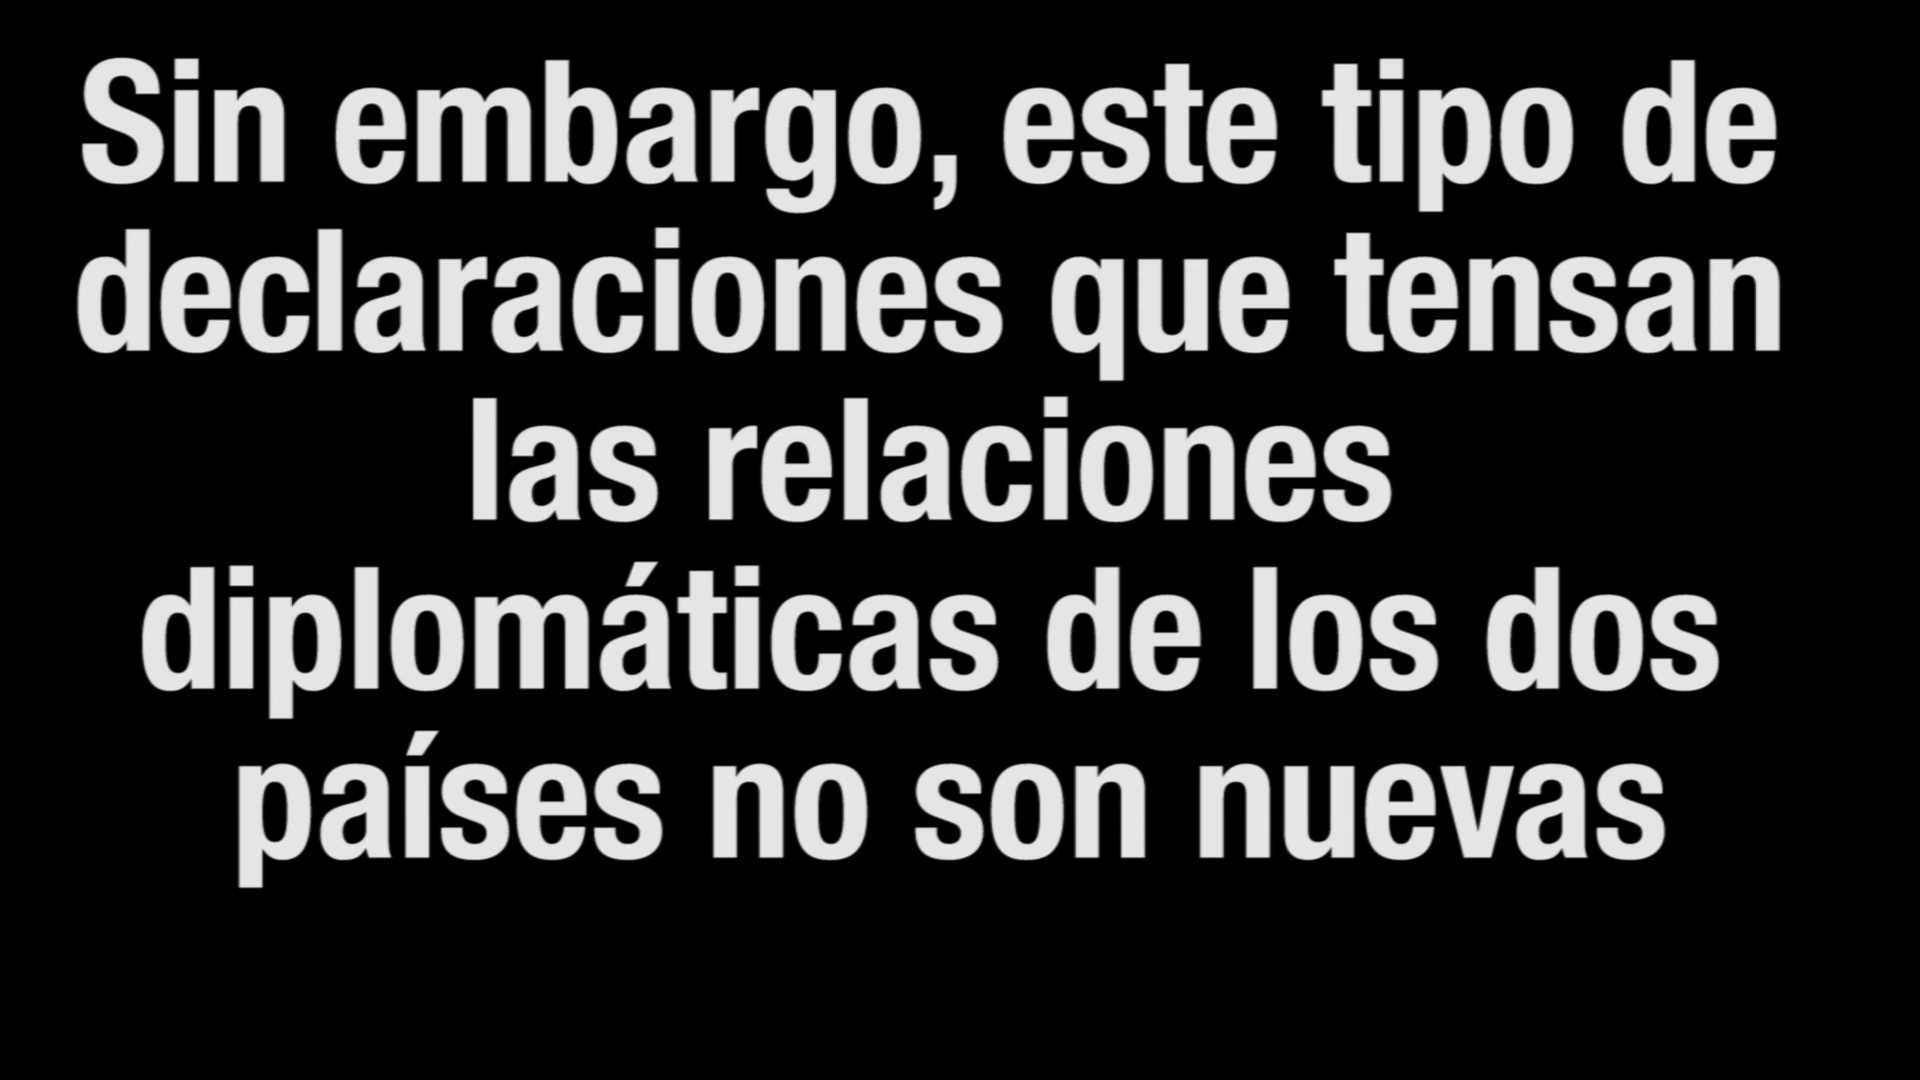 Sin embargo, este tipo de
declaraciones que tensan
las relaciones
diplomáticas de los dos
países no son nuevas